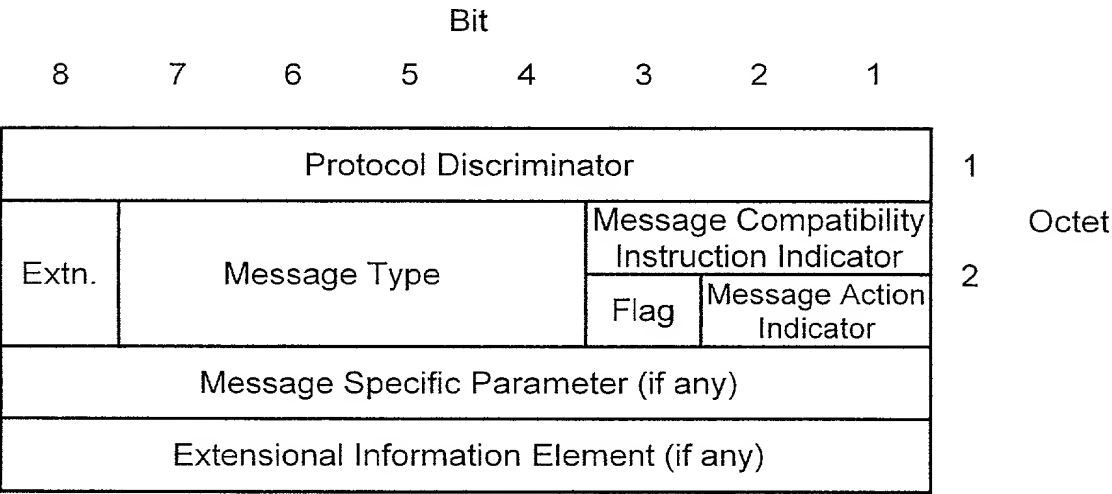 Bit
8 7 6 5 4 3 2 1
Protocol Discriminator 1
Message Compatibility Octet
Instruction Indicator
Extn. Message Type 2
Flag Message Action
Indicator
Message Specific Parameter (if any)
Extensional Information Element (if any)